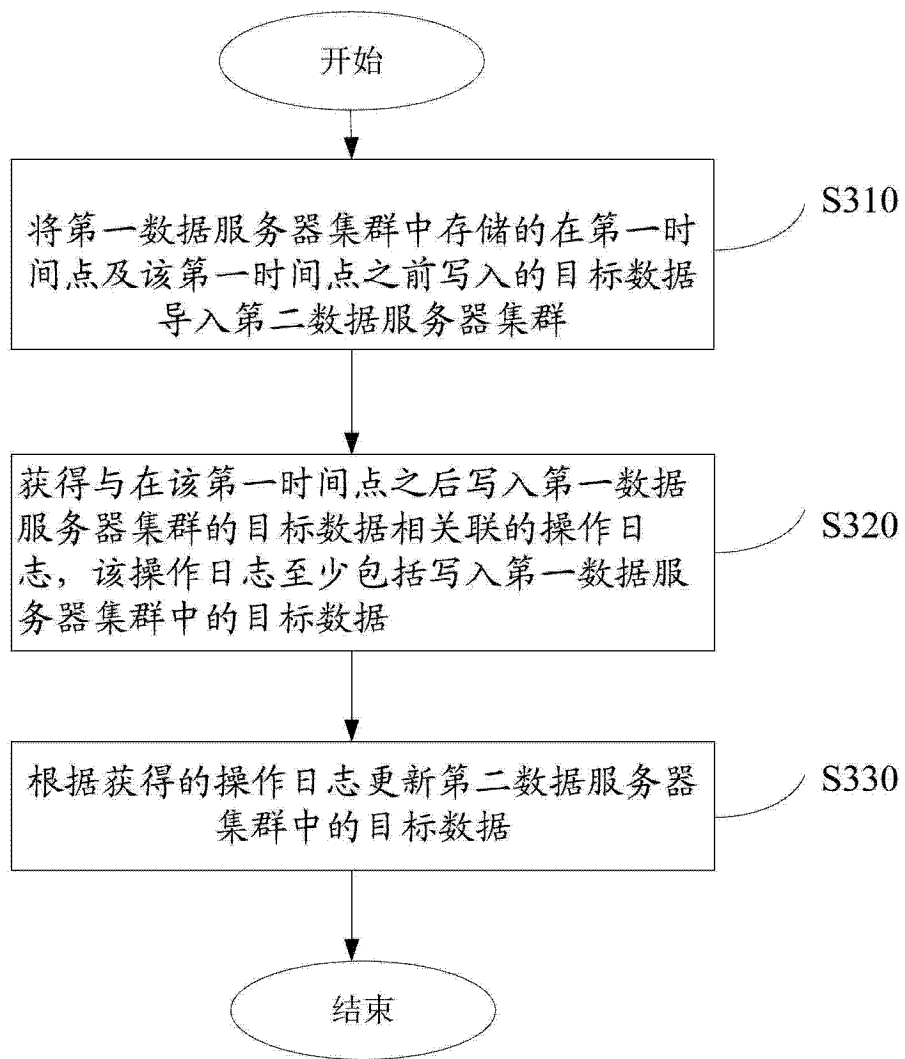 开始
将第一数据服务器集群中存储的在第一时
间点及该第一时间点之前写入的目标数据
导入第二数据服务器集群
S310
获得与在该第一时间点之后写入第一数据
服务器集群的目标数据相关联的操作日
志，该操作日志至少包括写入第一数据服
务器集群中的目标数据
S320
根据获得的操作日志更新第二数据服务器
集群中的目标数据
S330
结束